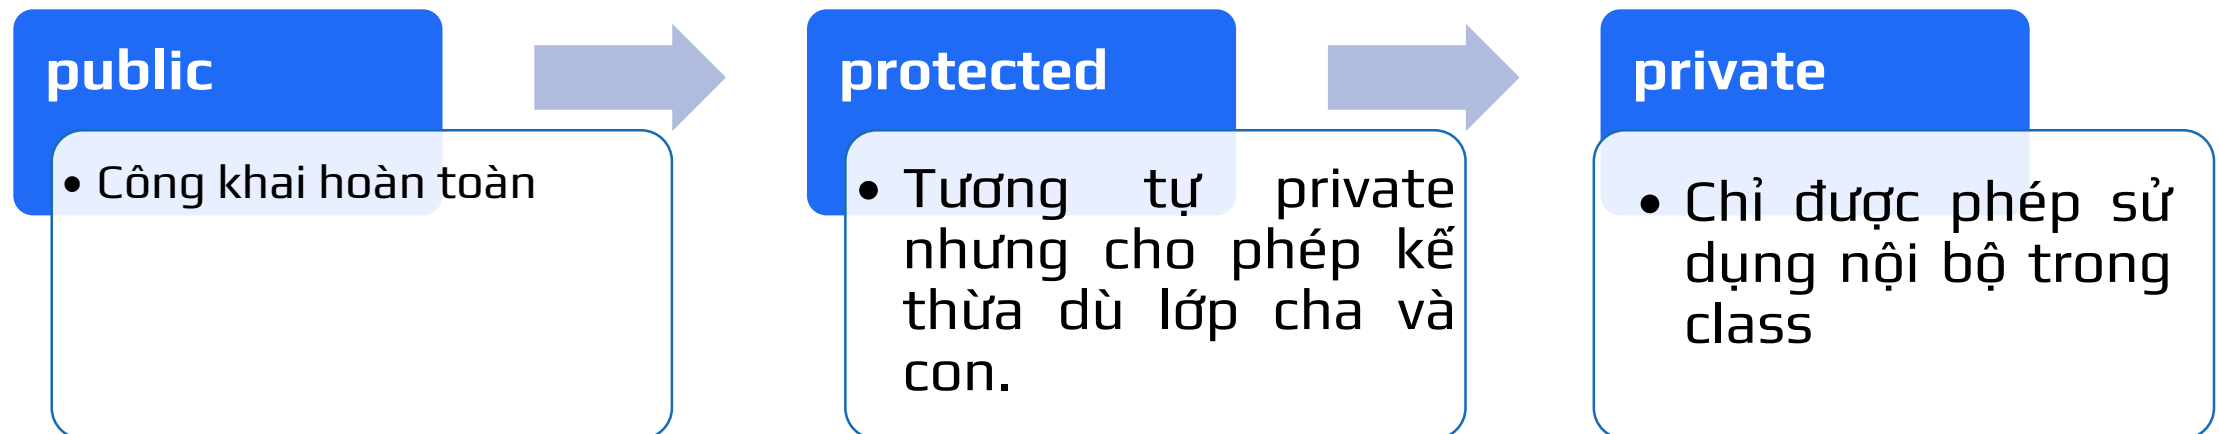 public
• Công khai hoàn toàn
protected
• Tương tự private
nhưng cho phép kế
thừa dù lớp cha và
con.
private
• Chỉ được phép sử
dụng nội bộ trong
class